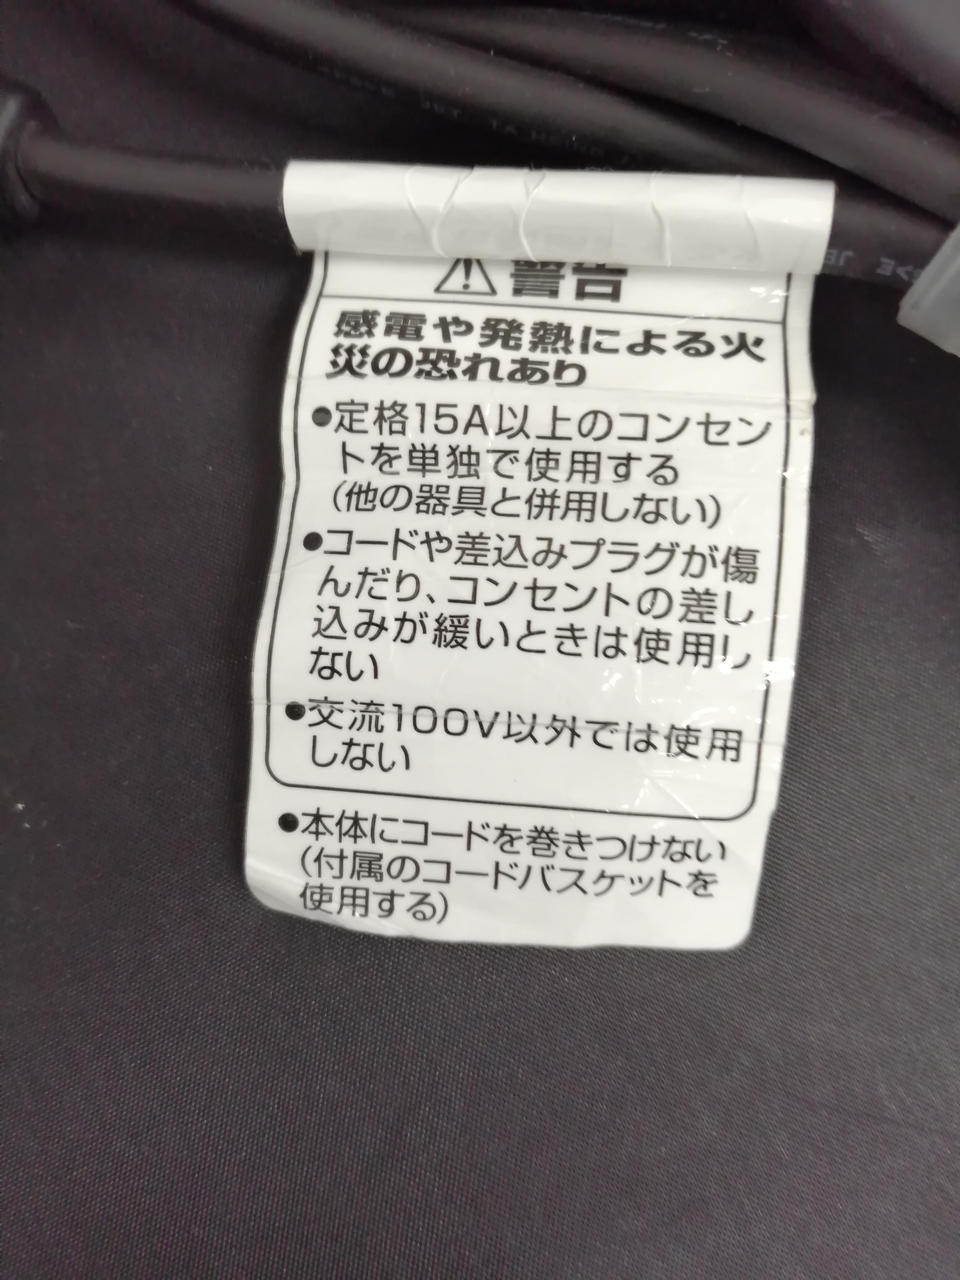 ⚠警告
感電や発熱による火
災の恐れあり
●定格15A以上のコンセン
トを単独で使用する
(他の器具と併用しない)
●コードや差込みプラグが傷
んだり、コンセントの差し
込みが緩いときは使用し
ない
●交流100V以外では使用
しない
●本体にコードを巻きつけない
(付属のコードバスケットを
使用する)